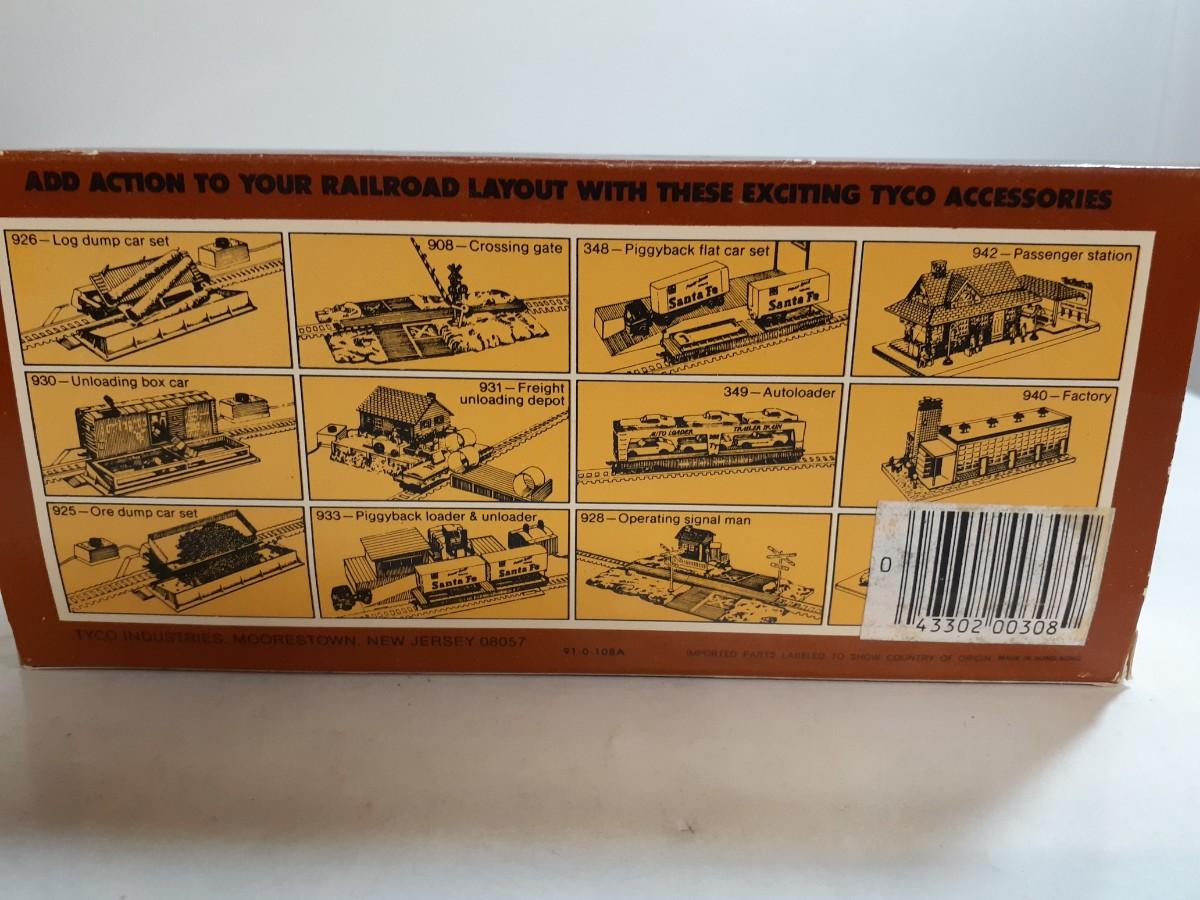 ADD ACTION TO YOUR RAILROAD LAYOUT WITH THESE EXCITING TYCO ACCESSORIES
926—Log dump car set
908—Crossing gate
348—Piggyback flat car set
Santa Fe
Santa Fe
942—Passenger station
930—Unloading box car
931—Freight
unloading depot
349—Autoloader
AUTO LOADER
TRAILER TRAIN
940—Factory
925—Ore dump car set
933—Piggyback loader & unloader
Santa Fe
Santa Fe
928—Operating signal man
0
43302 00308
TYCO INDUSTRIES, MOORESTOWN, NEW JERSEY 08057
91-0-108A
IMPORTED PARTS LABELED TO SHOW COUNTRY OF ORIGIN MADE IN HONG KONG